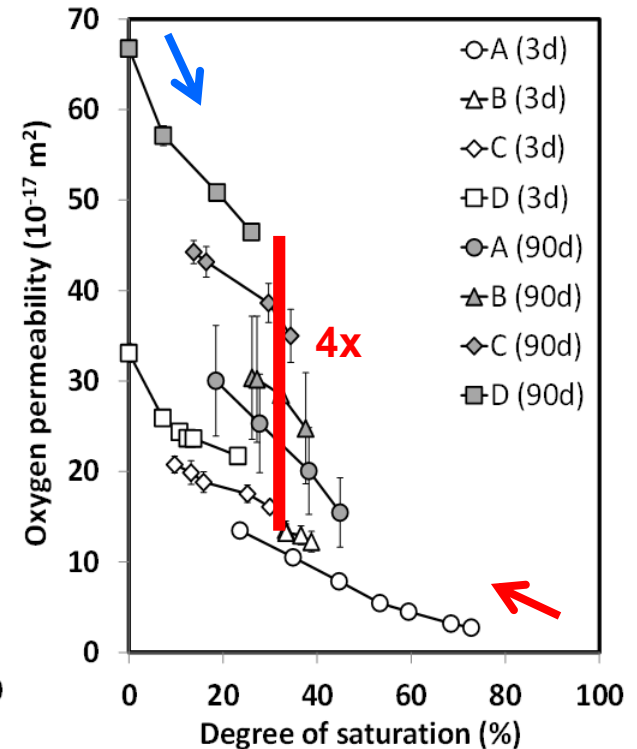 70
60
50
40
30
20
10
0
Oxygen permeability (10⁻¹⁷ m²)
A (3d)
B (3d)
C (3d)
D (3d)
A (90d)
B (90d)
C (90d)
D (90d)
4x
0 20 40 60 80 100
Degree of saturation (%)